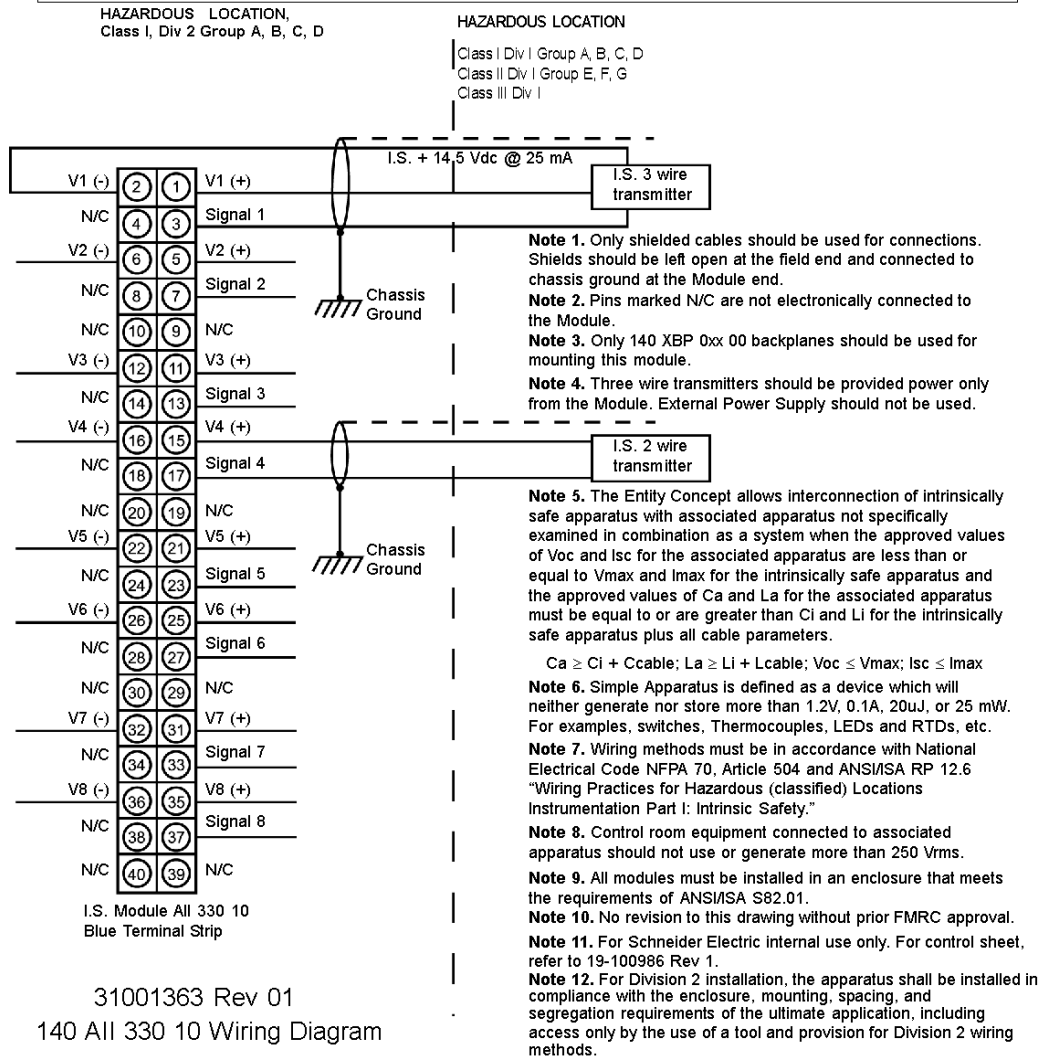 HAZARDOUS LOCATION,
Class I, Div 2 Group A, B, C, D
HAZARDOUS LOCATION
Class I Div I Group A, B, C, D
Class II Div I Group E, F, G
Class III Div I
I.S. + 14.5 Vdc @ 25 mA
I.S. 3 wire
transmitter
V1 (-) 2 1 V1 (+)
N/C 4 3 Signal 1
V2 (-) 6 5 V2 (+)
N/C 8 7 Signal 2
Chassis
Ground
N/C 10 9 N/C
V3 (-) 12 11 V3 (+)
N/C 14 13 Signal 3
V4 (-) 16 15 V4 (+)
I.S. 2 wire
transmitter
N/C 18 17 Signal 4
N/C 20 19 N/C
V5 (-) 22 21 V5 (+)
Chassis
Ground
N/C 24 23 Signal 5
V6 (-) 26 25 V6 (+)
N/C 28 27 Signal 6
N/C 30 29 N/C
V7 (-) 32 31 V7 (+)
N/C 34 33 Signal 7
V8 (-) 36 35 V8 (+)
N/C 38 37 Signal 8
N/C 40 39 N/C
I.S. Module AII 330 10
Blue Terminal Strip
31001363 Rev 01
140 AII 330 10 Wiring Diagram
Note 1. Only shielded cables should be used for connections.
Shields should be left open at the field end and connected to
chassis ground at the Module end.
Note 2. Pins marked N/C are not electronically connected to
the Module.
Note 3. Only 140 XBP 0xx 00 backplanes should be used for
mounting this module.
Note 4. Three wire transmitters should be provided power only
from the Module. External Power Supply should not be used.
Note 5. The Entity Concept allows interconnection of intrinsically
safe apparatus with associated apparatus not specifically
examined in combination as a system when the approved values
of Voc and Isc for the associated apparatus are less than or
equal to Vmax and Imax for the intrinsically safe apparatus and
the approved values of Ca and La for the associated apparatus
must be equal to or are greater than Ci and Li for the intrinsically
safe apparatus plus all cable parameters.
Ca ≥ Ci + Ccable; La ≥ Li + Lcable; Voc ≤ Vmax; Isc ≤ Imax
Note 6. Simple Apparatus is defined as a device which will
neither generate nor store more than 1.2V, 0.1A, 20uJ, or 25 mW.
For examples, switches, Thermocouples, LEDs and RTDs, etc.
Note 7. Wiring methods must be in accordance with National
Electrical Code NFPA 70, Article 504 and ANSI/ISA RP 12.6
“Wiring Practices for Hazardous (classified) Locations
Instrumentation Part I: Intrinsic Safety.”
Note 8. Control room equipment connected to associated
apparatus should not use or generate more than 250 Vrms.
Note 9. All modules must be installed in an enclosure that meets
the requirements of ANSI/ISA S82.01.
Note 10. No revision to this drawing without prior FMRC approval.
Note 11. For Schneider Electric internal use only. For control sheet,
refer to 19-100986 Rev 1.
Note 12. For Division 2 installation, the apparatus shall be installed in
compliance with the enclosure, mounting, spacing, and
segregation requirements of the ultimate application, including
access only by the use of a tool and provision for Division 2 wiring
methods.